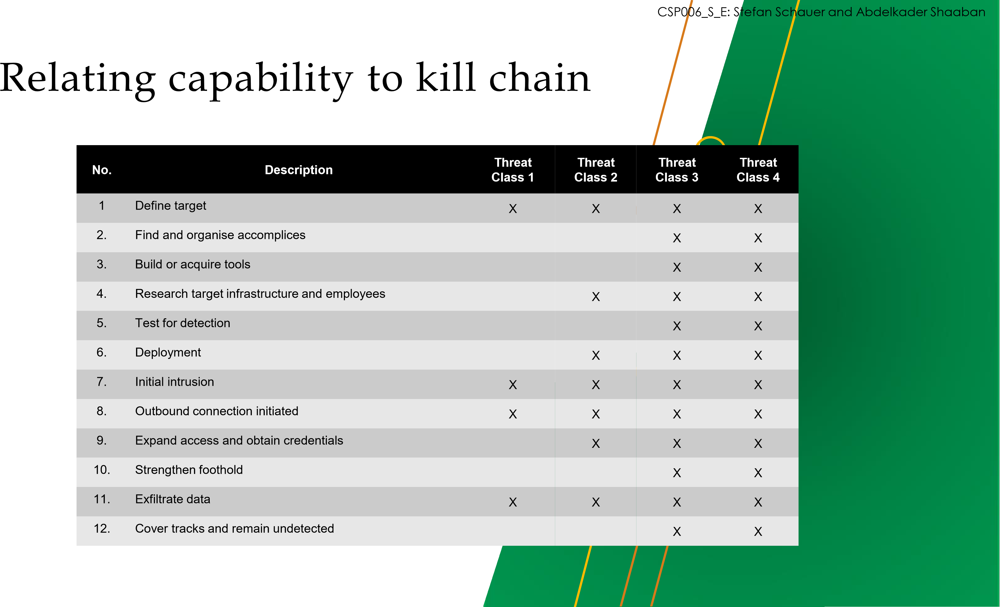 CSP006_S_E: Stefan Schauer and Abdelkader Shaaban
Relating capability to kill chain
No. Description Threat Class 1 Threat Class 2 Threat Class 3 Threat Class 4
1 Define target X X X X
2. Find and organise accomplices X X
3. Build or acquire tools X X
4. Research target infrastructure and employees X X X
5. Test for detection X X
6. Deployment X X X
7. Initial intrusion X X X X
8. Outbound connection initiated X X X X
9. Expand access and obtain credentials X X X
10. Strengthen foothold X X
11. Exfiltrate data X X X X
12. Cover tracks and remain undetected X X